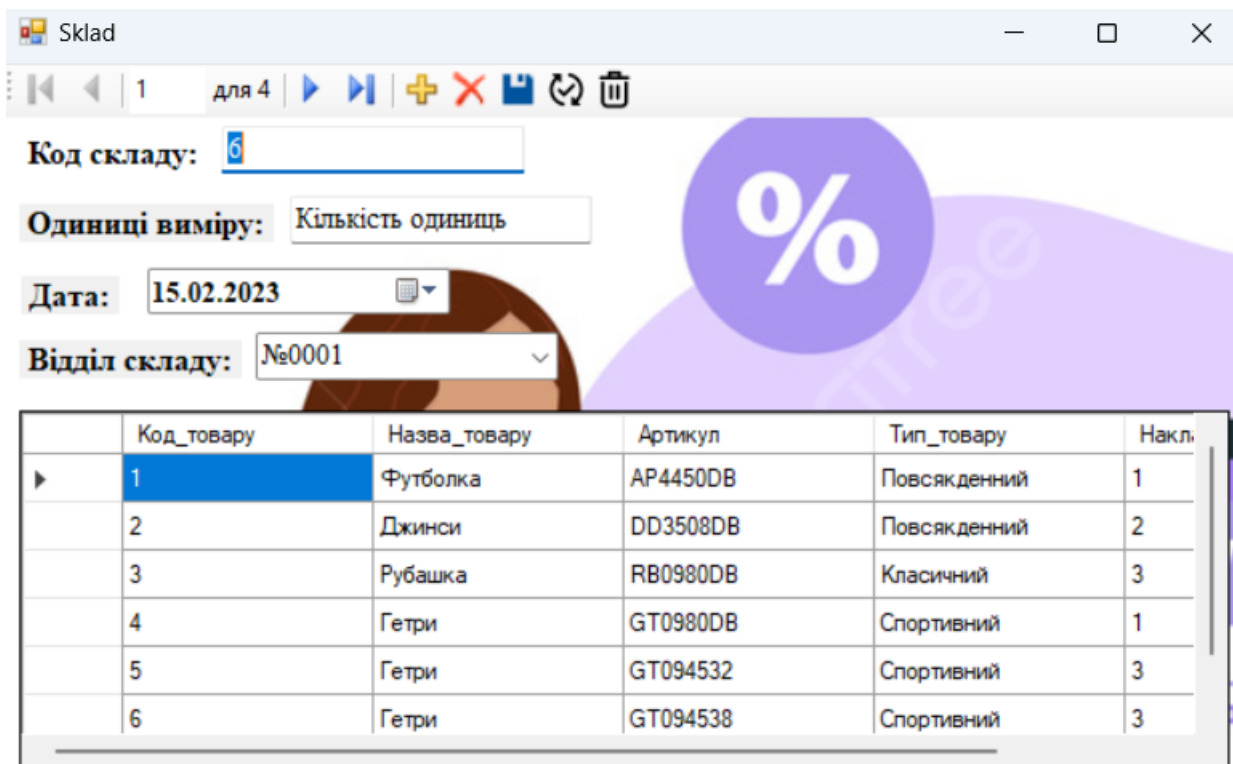 Sklad
1 для 4
Код складу: 6
%
Одиниці виміру: Кількість одиниць
Дата: 15.02.2023
Відділ складу: №0001
Код_товару Назва_товару Артикул Тип_товару
1 Футболка AP4450DB Повсякденний 1
2 Джинси DD3508DB Повсякденний 2
3 Рубашка RB0980DB Класичний 3
4 Гетри GT0980DB Спортивний 1
5 Гетри GT094532 Спортивний 3
6 Гетри GT094538 Спортивний 3